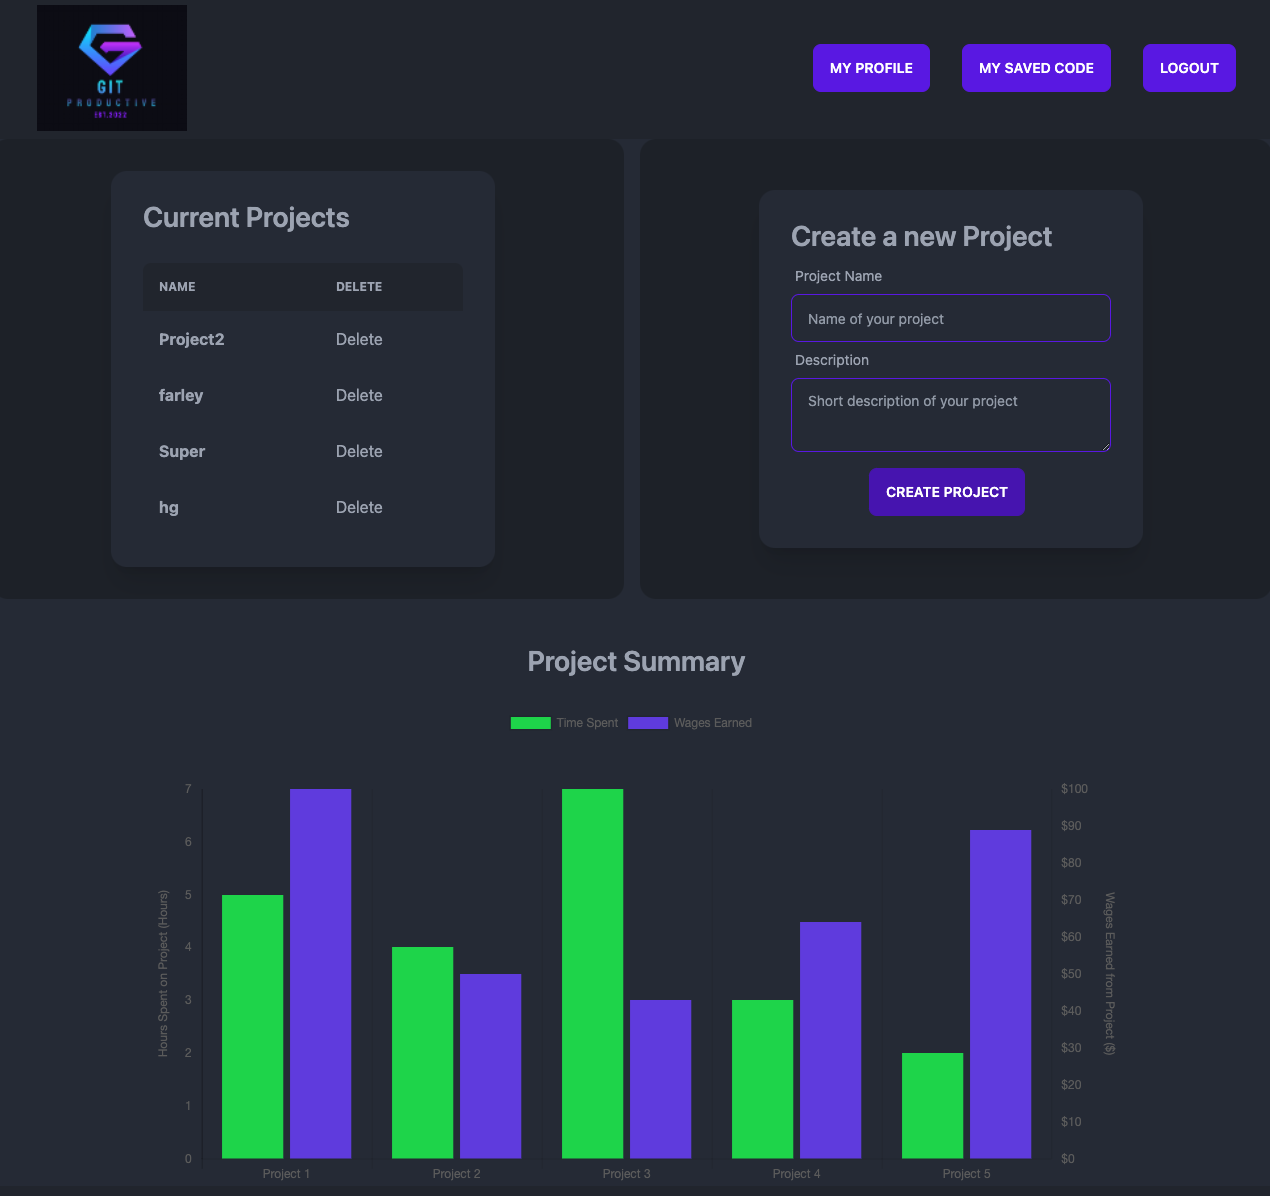 GIT
PRODUCTIVE
EST.2022
MY PROFILE
MY SAVED CODE
LOGOUT
Current Projects
NAME DELETE
Project2 Delete
farley Delete
Super Delete
hg Delete
Create a new Project
Project Name
Name of your project
Description
Short description of your project
CREATE PROJECT
Project Summary
Time Spent Wages Earned
Hours Spent on Project (Hours)
7
6
5
4
3
2
1
0
Project 1 Project 2 Project 3 Project 4 Project 5
$100
$90
$80
$70
$60
$50
$40
$30
$20
$10
$0
Wages Earned from Project ($)